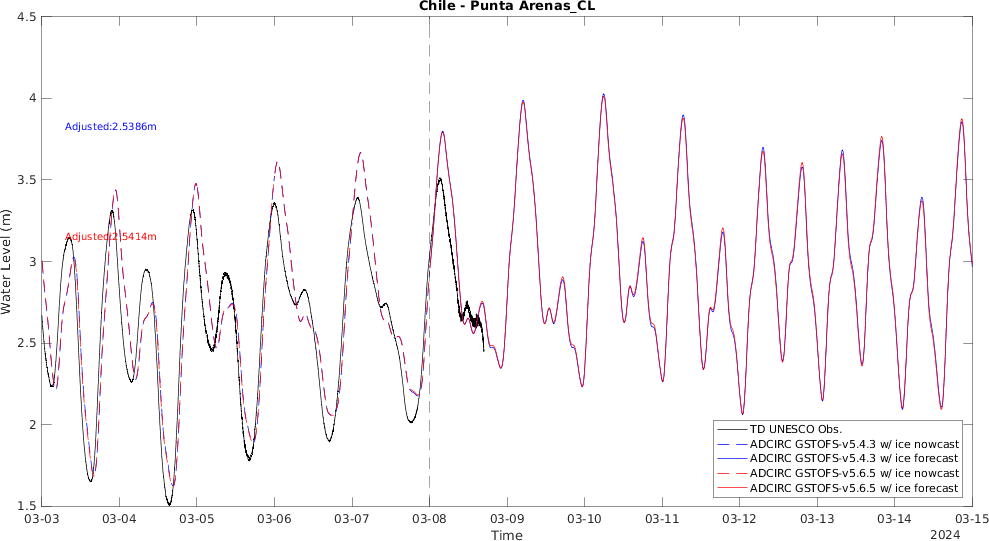 Chile - Punta Arenas_CL
4.5
4
3.5
3
2.5
2
1.5
Water Level (m)
Adjusted:2.5386m
Adjusted:2.5414m
TD UNESCO Obs.
ADCIRC GSTOFS-v5.4.3 w/ ice nowcast
ADCIRC GSTOFS-v5.4.3 w/ ice forecast
ADCIRC GSTOFS-v5.6.5 w/ ice nowcast
ADCIRC GSTOFS-v5.6.5 w/ ice forecast
03-03 03-04 03-05 03-06 03-07 03-08 03-09 03-10 03-11 03-12 03-13 03-14 03-15
Time
2024